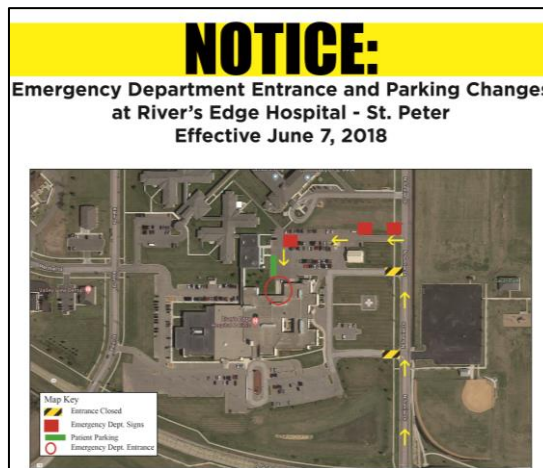 NOTICE:
Emergency Department Entrance and Parking Changes
at River's Edge Hospital - St. Peter
Effective June 7, 2018
Map Key
Entrance Closed
Emergency Dept. Signs
Patient Parking
Emergency Dept. Entrance